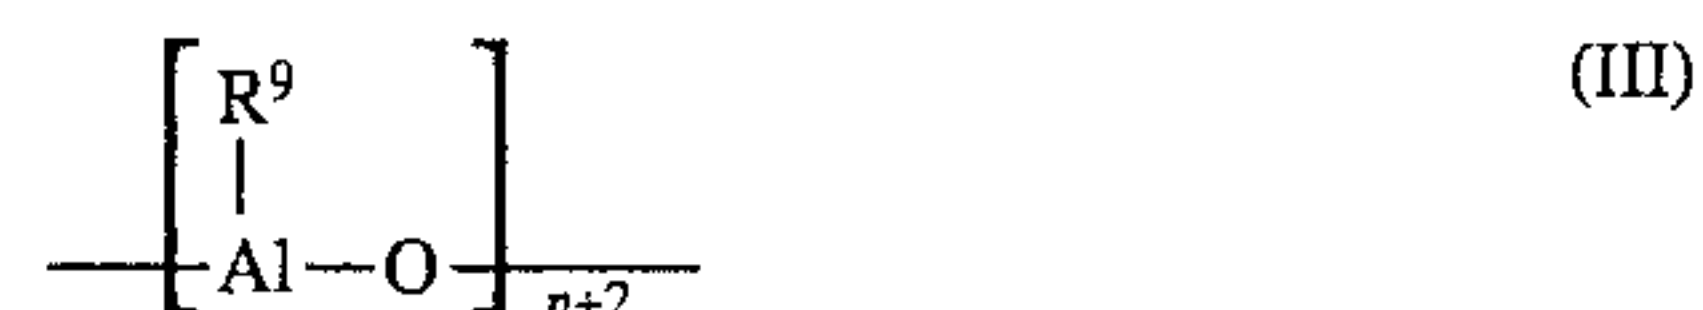 R⁹ (III)
Al—O
n+2